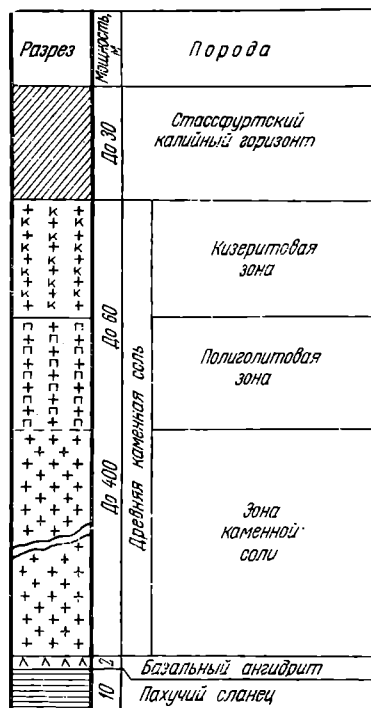 Разрез
Мощность, м
Порода
До 30
Стассфуртский
калийный горизонт
До 60
До 400
Древняя каменная соль
Кизеритовая
зона
Полиголитовая
зона
Зона
каменной
соли
2
Базальный ангидрит
10
Пахучий сланец